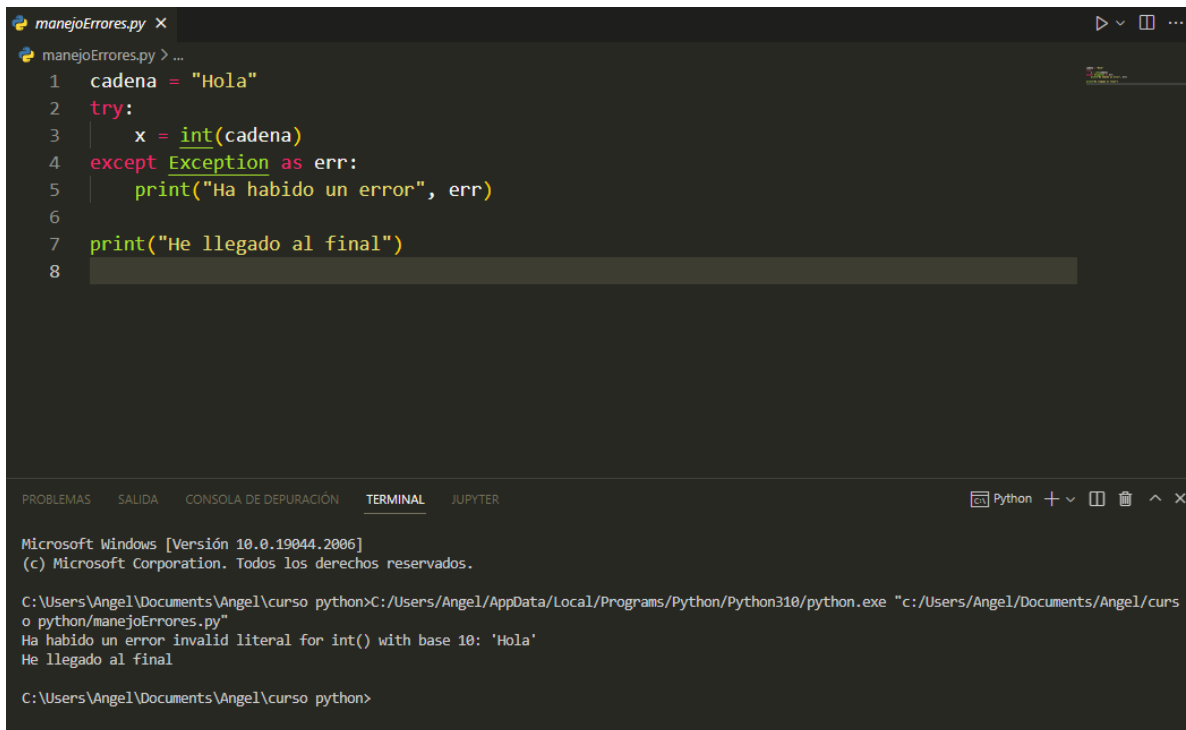 manejoErrores.py
manejoErrores.py > ...
1 cadena = "Hola"
2 try:
3     x = int(cadena)
4 except Exception as err:
5     print("Ha habido un error", err)
6
7 print("He llegado al final")
8
PROBLEMAS SALIDA CONSOLA DE DEPURACIÓN TERMINAL JUPYTER Python
Microsoft Windows [Versión 10.0.19044.2006]
(c) Microsoft Corporation. Todos los derechos reservados.
C:\Users\Angel\Documents\Angel\curso python>C:/Users/Angel/AppData/Local/Programs/Python/Python310/python.exe "c:/Users/Angel/Documents/Angel/curs
o python/manejoErrores.py"
Ha habido un error invalid literal for int() with base 10: 'Hola'
He llegado al final
C:\Users\Angel\Documents\Angel\curso python>